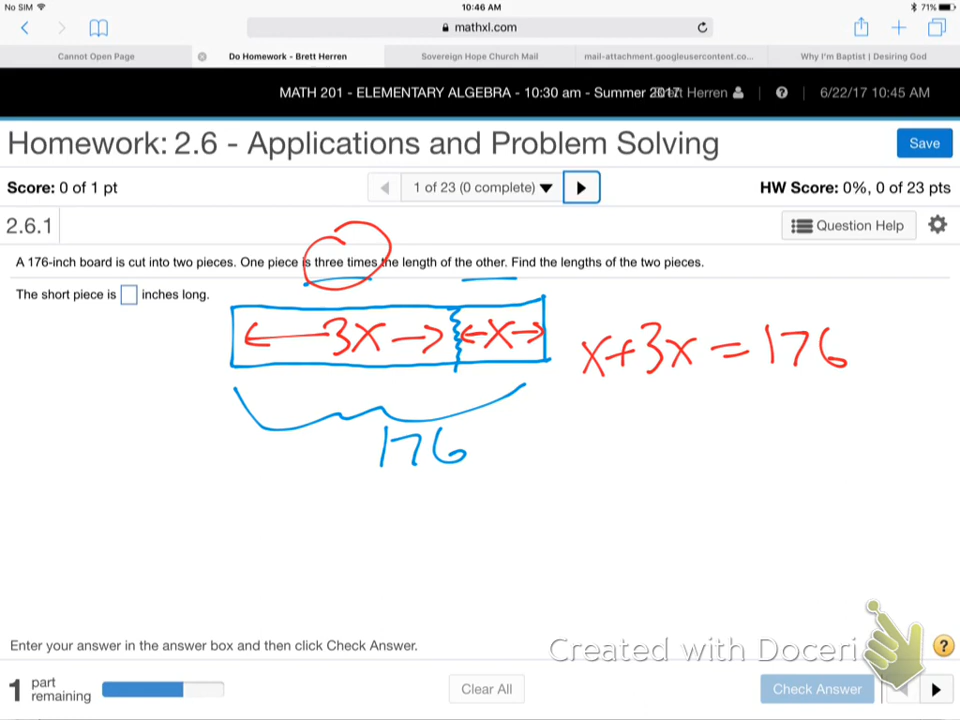 No SIM 10:46 AM 71%
mathxl.com
Cannot Open Page Do Homework - Brett Herren Sovereign Hope Church Mail mail-attachment.googleusercontent.co... Why I'm Baptist | Desiring God
MATH 201 - ELEMENTARY ALGEBRA - 10:30 am - Summer 2017 Herren ? 6/22/17 10:45 AM
Homework: 2.6 - Applications and Problem Solving Save
Score: 0 of 1 pt 1 of 23 (0 complete) HW Score: 0%, 0 of 23 pts
2.6.1 Question Help
A 176-inch board is cut into two pieces. One piece is three times the length of the other. Find the lengths of the two pieces.
The short piece is inches long.
3x x x+3x=176
176
Enter your answer in the answer box and then click Check Answer.
Created with Doceri ?
1 part remaining Clear All Check Answer